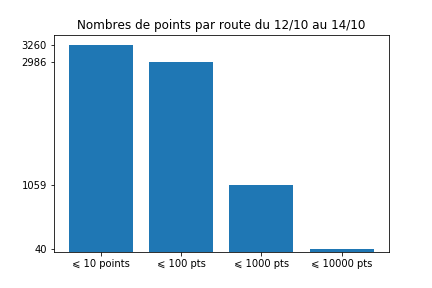 Nombres de points par route du 12/10 au 14/10
3260
2986
1059
40
⩽ 10 points
⩽ 100 pts
⩽ 1000 pts
⩽ 10000 pts